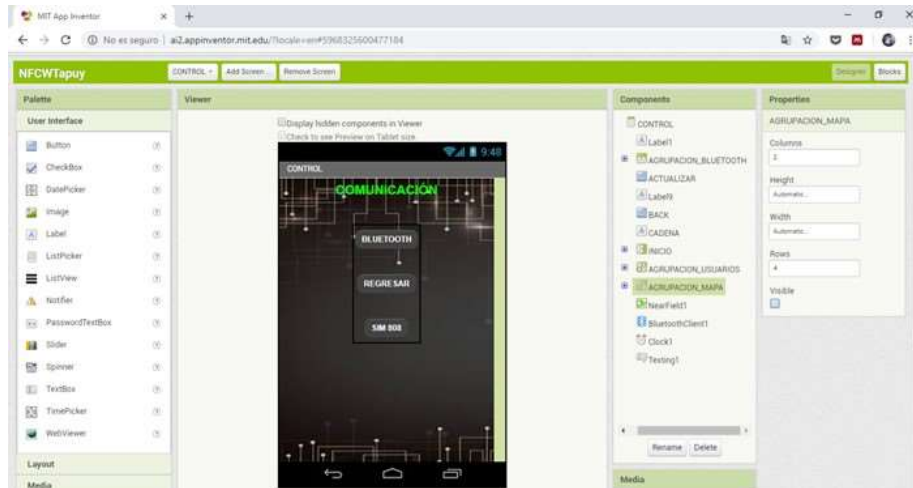 MIT App Inventor
No es seguro | ai2.appinventor.mit.edu/?locale=en#5968325600477184
NFCWTapuy
CONTROL
Add Screen ...
Remove Screen
Designer
Blocks
Palette
User Interface
Button
CheckBox
DatePicker
Image
Label
ListPicker
ListView
Notifier
PasswordTextBox
Slider
Spinner
TextBox
TimePicker
WebViewer
Layout
Media
Viewer
Display hidden components in Viewer
Check to see Preview on Tablet size.
9:48
CONTROL
COMUNICACIÓN
BLUETOOTH
REGRESAR
SIM 808
Components
CONTROL
Label1
AGRUPACION_BLUETOOTH
ACTUALIZAR
Label9
BACK
CADENA
INICIO
AGRUPACION_USUARIOS
AGRUPACION_MAPA
NearField1
BluetoothClient1
Clock1
Texting1
Rename
Delete
Media
Properties
AGRUPACION_MAPA
Columns
2
Height
Automatic...
Width
Automatic...
Rows
4
Visible